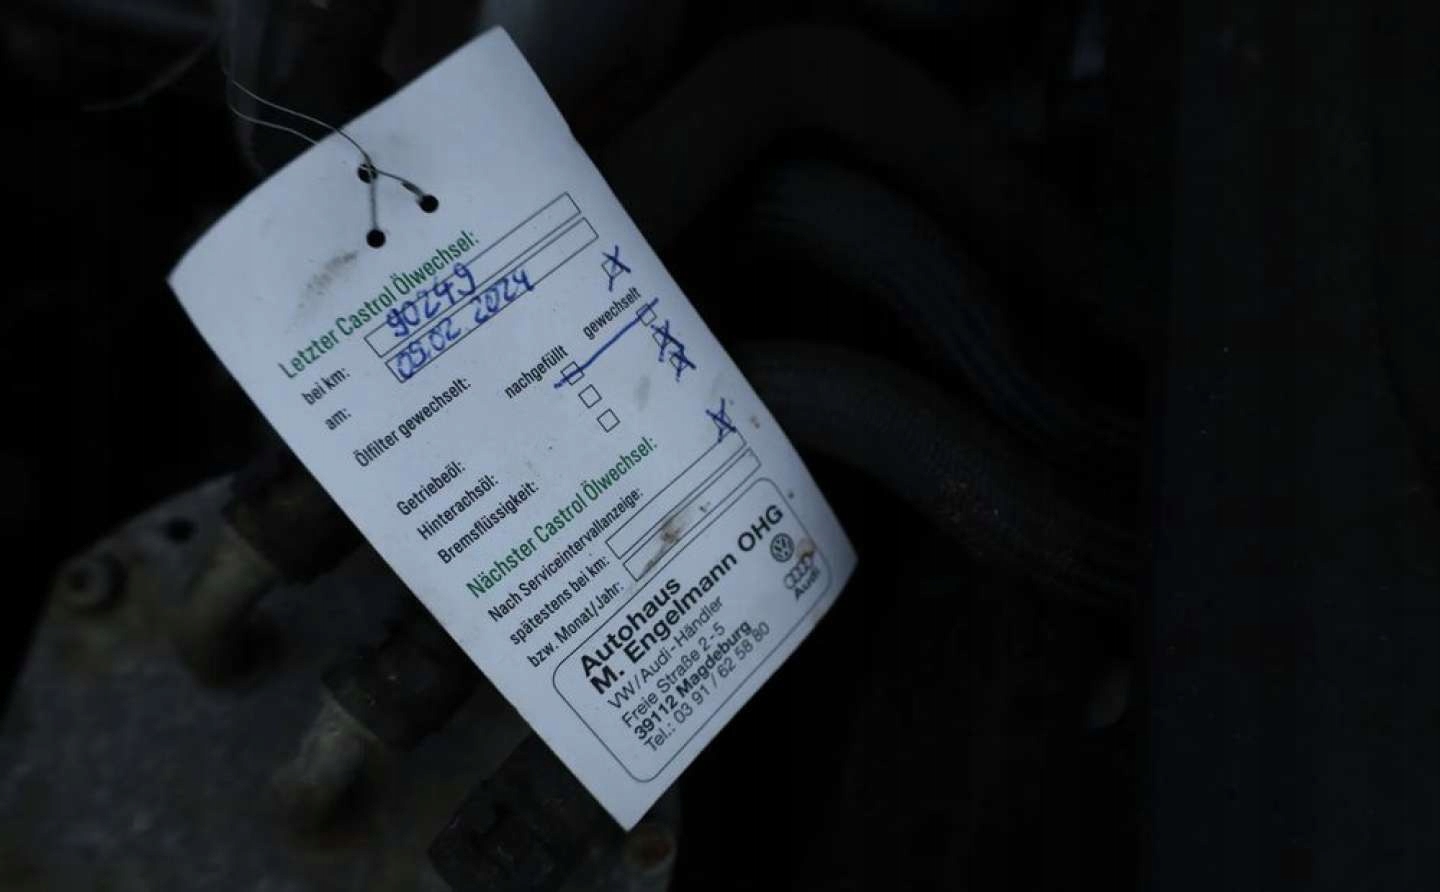 Letzter Castrol Ölwechsel:
bei km: 90249
am: 09.02.2024
Ölfilter gewechselt:
nachgefüllt gewechselt
Getriebeöl:
Hinterachsöl:
Bremsflüssigkeit:
Nächster Castrol Ölwechsel:
Nach Serviceintervallanzeige:
spätestens bei km:
bzw. Monat/Jahr:
Autohaus
M. Engelmann OHG
VW/Audi-Händler
Freie Straße 2-5
39112 Magdeburg
Tel.: 03 91 / 62 58 80
Audi